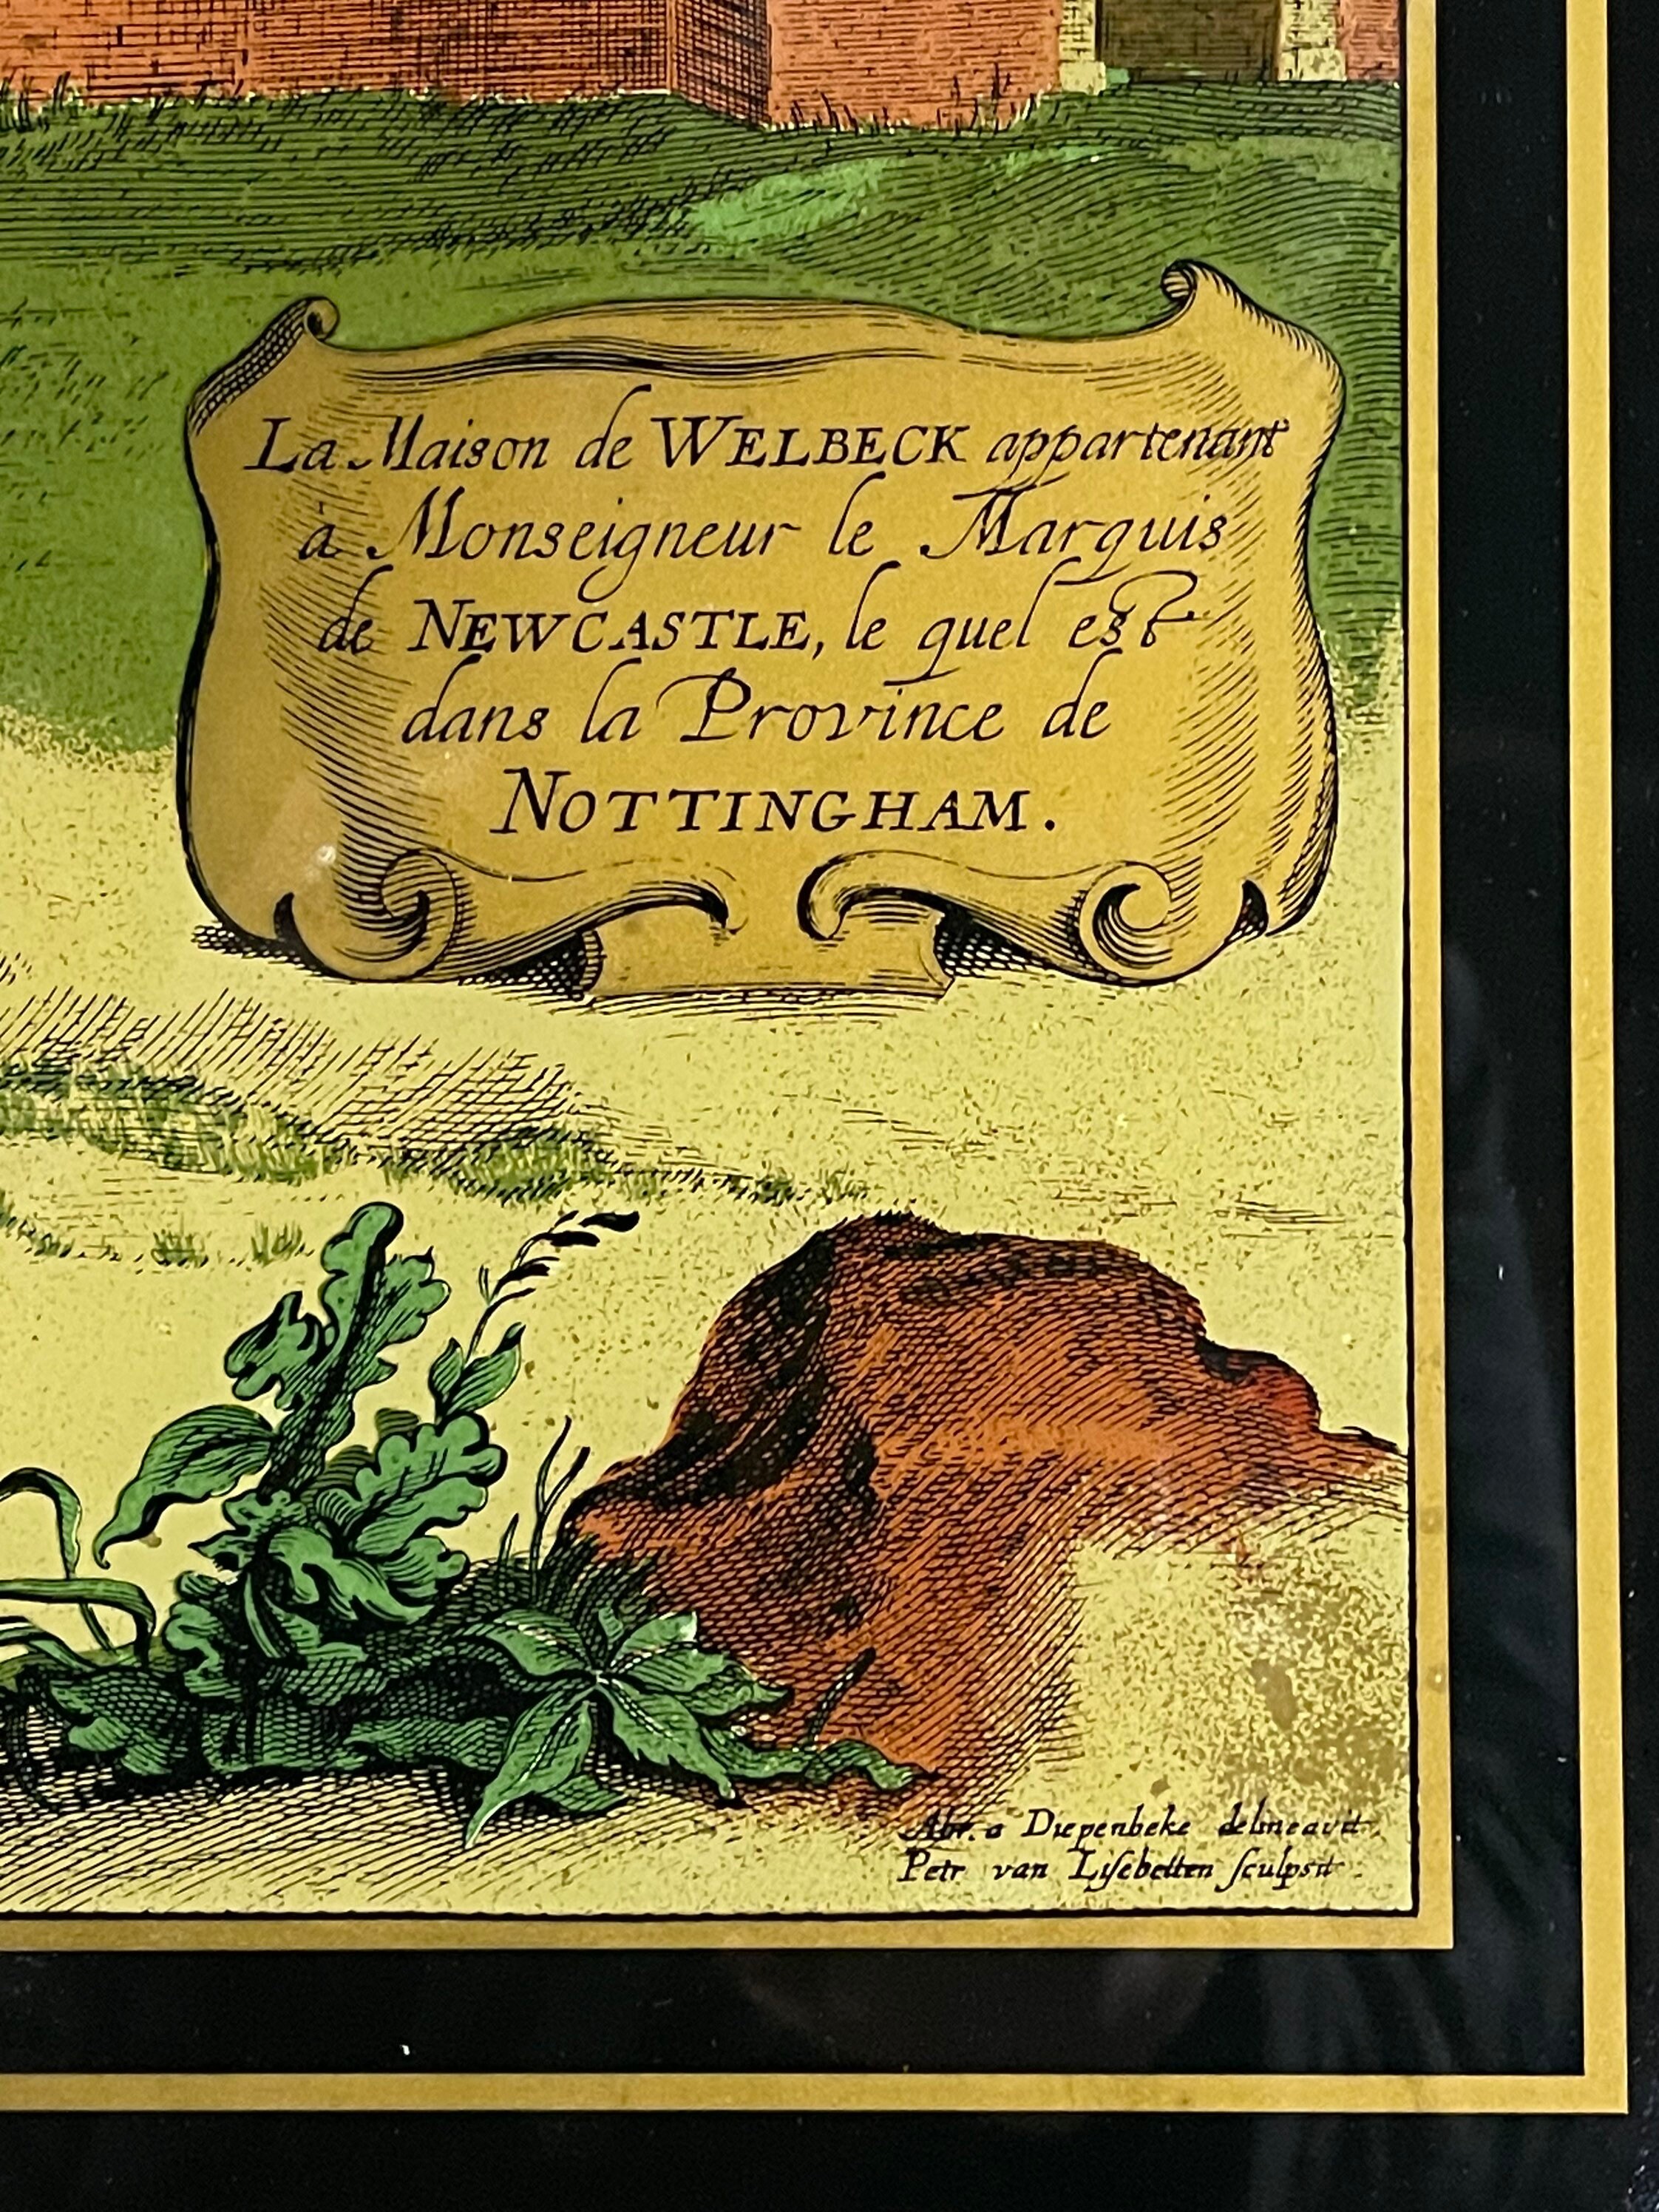 La Maison de WELBECK appartenant
à Monseigneur le Marquis
de NEWCASTLE, le quel est
dans la Province de
NOTTINGHAM.
Abr. a Diepenbeke delineavit.
Petr van Liſebetten ſculpsit